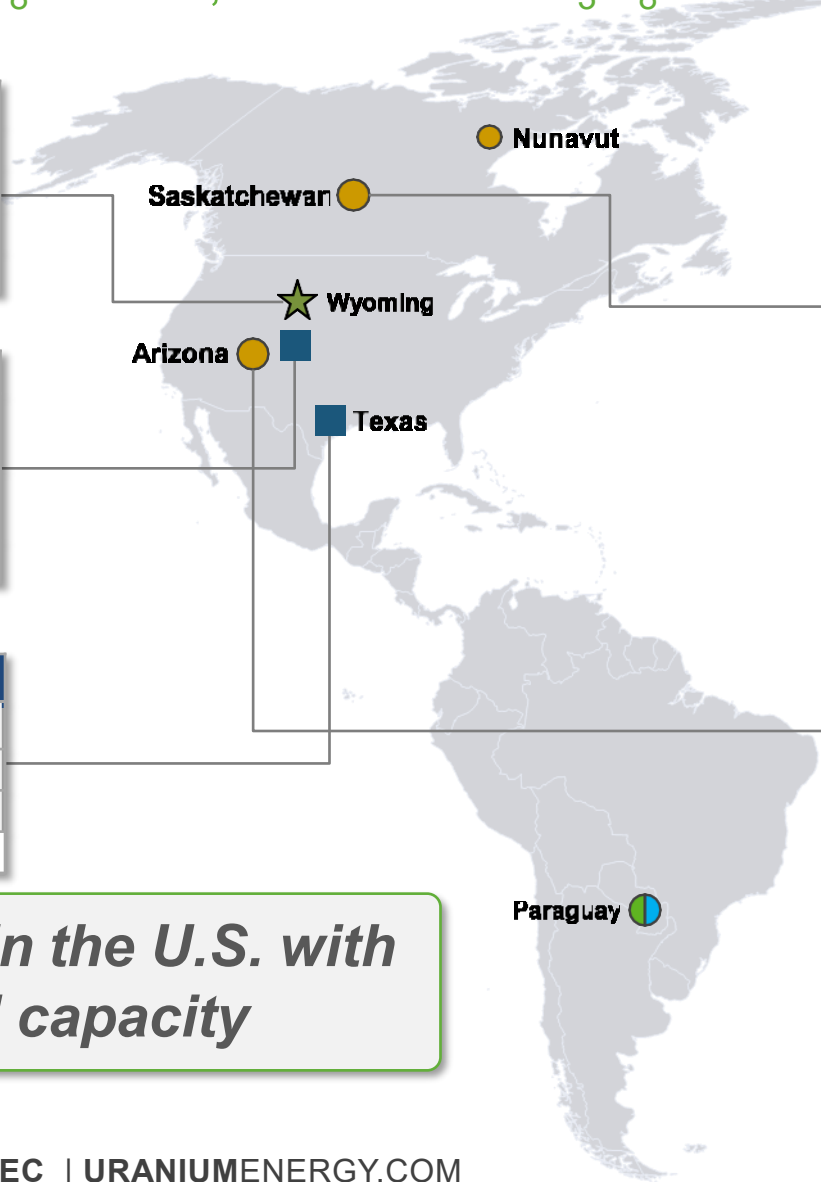 Nunavut
Saskatchewan
Wyoming
Arizona
Texas
Paraguay
in the U.S. with
capacity
EC | URANIUMENERGY.COM